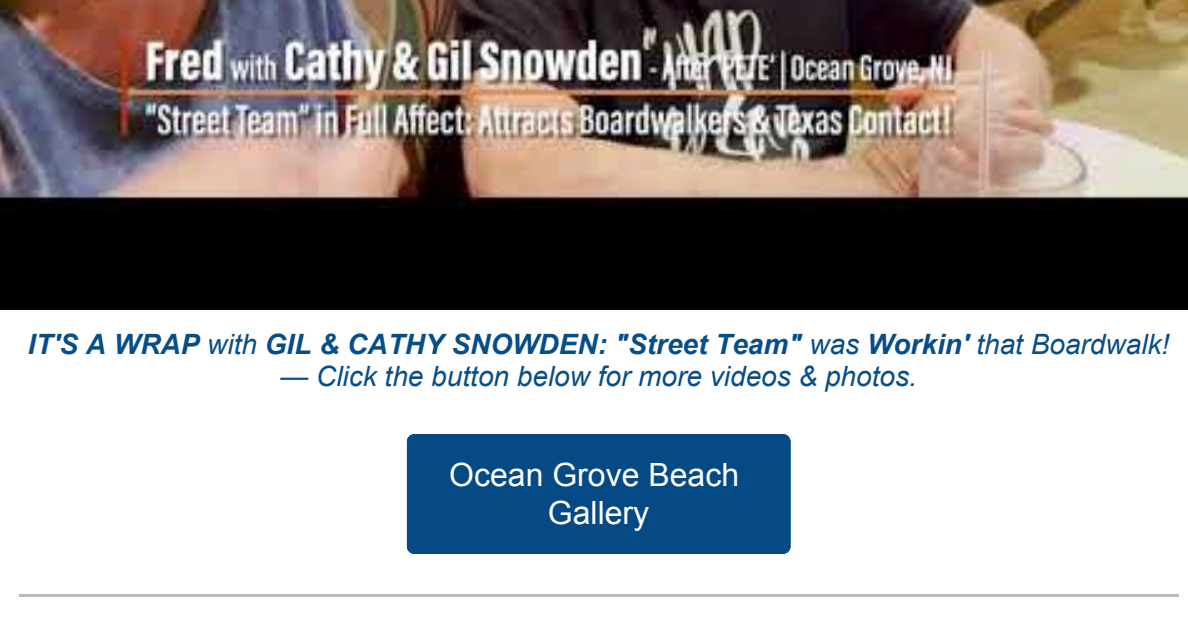 Fred with Cathy & Gil Snowden" - After 'PETE' | Ocean Grove, NJ
"Street Team" in Full Affect: Attracts Boardwalkers & Texas Contact!
IT'S A WRAP with GIL & CATHY SNOWDEN: "Street Team" was Workin' that Boardwalk!
— Click the button below for more videos & photos.
Ocean Grove Beach
Gallery